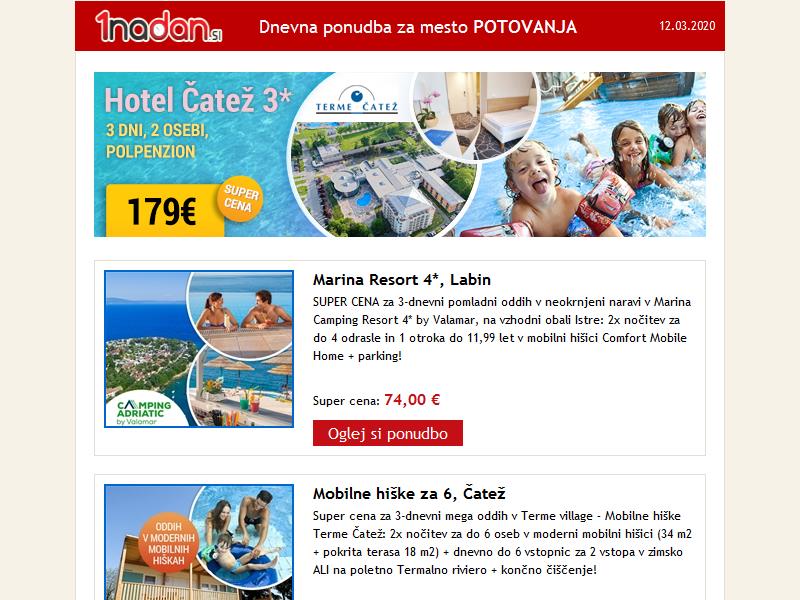 1nadan.si
Dnevna ponudba za mesto POTOVANJA
12.03.2020
Hotel Čatež 3*
3 DNI, 2 OSEBI,
POLPENZION
179€
SUPER
CENA
TERME ČATEŽ
Marina Resort 4*, Labin
SUPER CENA za 3-dnevni pomladni oddih v neokrnjeni naravi v Marina
Camping Resort 4* by Valamar, na vzhodni obali Istre: 2x nočitev za
do 4 odrasle in 1 otroka do 11,99 let v mobilni hišici Comfort Mobile
Home + parking!
Super cena: 74,00 €
Oglej si ponudbo
CAMPING
ADRIATIC
by Valamar
Mobilne hiške za 6, Čatež
Super cena za 3-dnevni mega oddih v Terme village - Mobilne hiške
Terme Čatež: 2x nočitev za do 6 oseb v moderni mobilni hišici (34 m2
+ pokrita terasa 18 m2) + dnevno do 6 vstopnic za 2 vstopa v zimsko
ALI na poletno Termalno riviero + končno čiščenje!
ODDIH
V MODERNIH
MOBILNIH
HIŠKAH